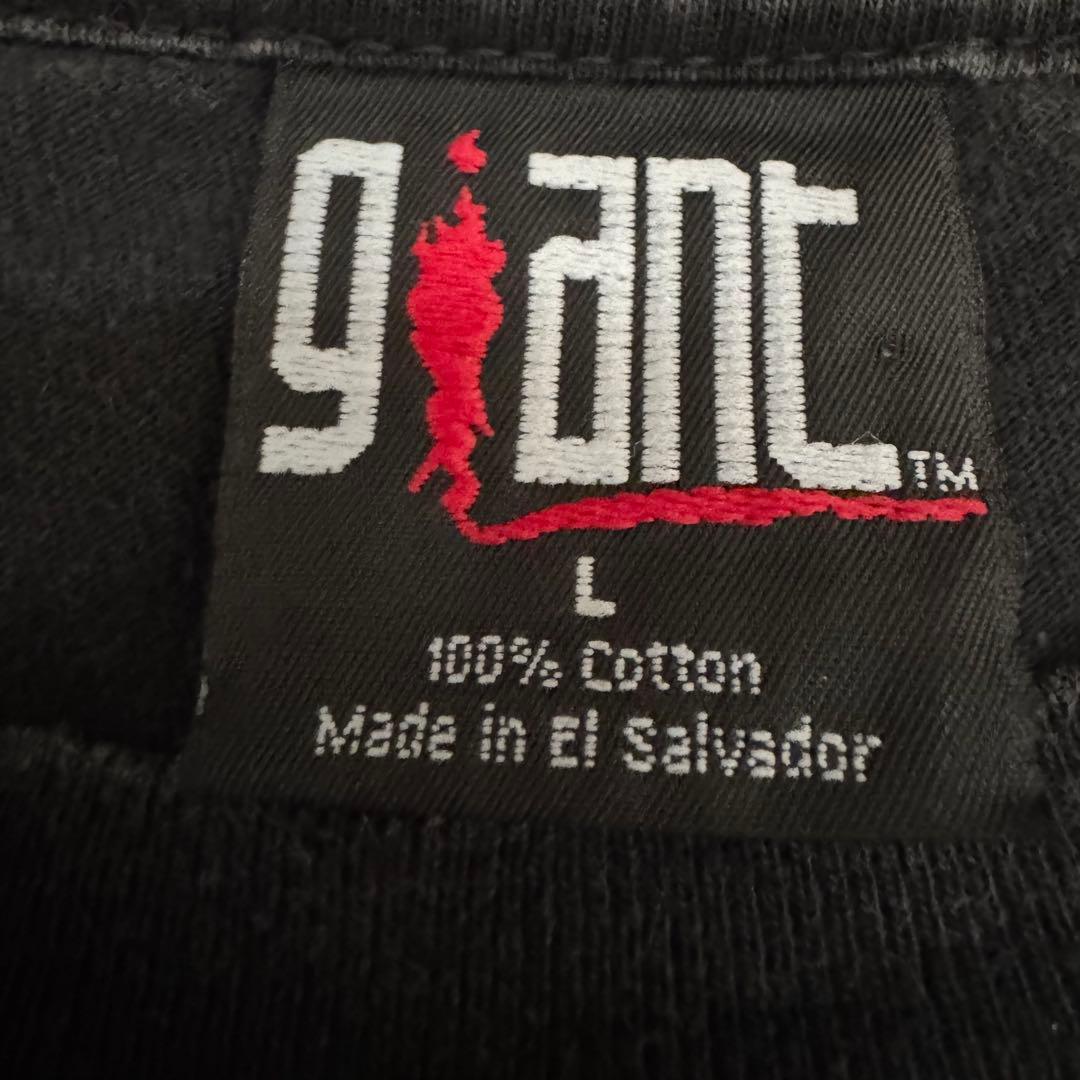 giant™
L
100% Cotton
Made in El Salvador